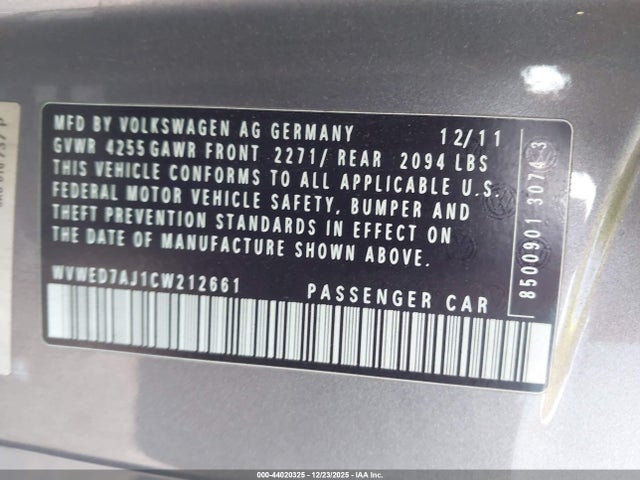 MFD BY VOLKSWAGEN AG GERMANY 12/11
GVWR 4255 GAWR FRONT 2271/ REAR 2094 LBS
THIS VEHICLE CONFORMS TO ALL APPLICABLE U.S.
FEDERAL MOTOR VEHICLE SAFETY, BUMPER AND
THEFT PREVENTION STANDARDS IN EFFECT ON
THE DATE OF MANUFACTURE SHOWN ABOVE.
WVWED7AJ1CW212661 PASSENGER CAR
8500901 3074 3
000-44020325 - 12/23/2025 - IAA Inc.